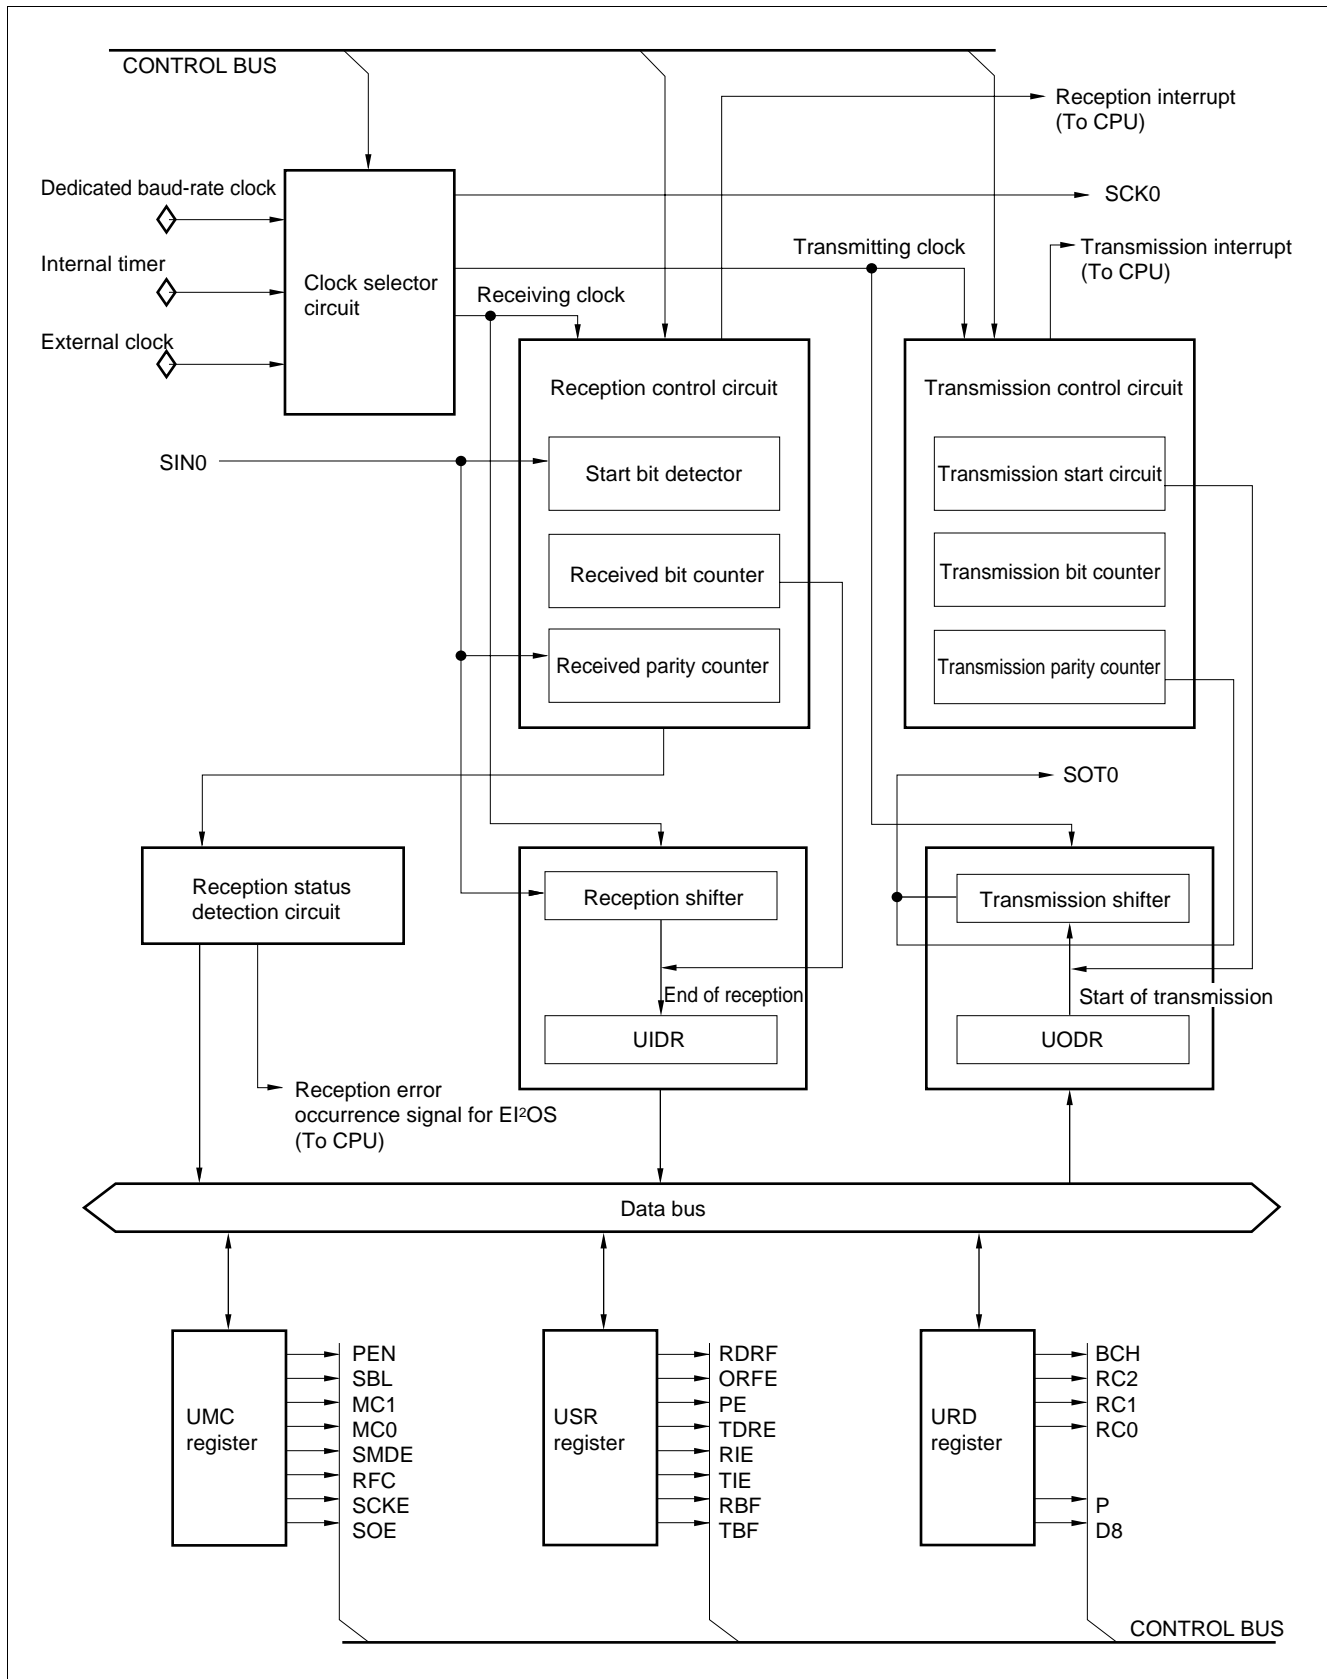 CONTROL BUS
Reception interrupt
(To CPU)
Dedicated baud-rate clock
SCK0
Transmitting clock
Transmission interrupt
(To CPU)
Internal timer
Clock selector
circuit
Receiving clock
External clock
Reception control circuit
Transmission control circuit
SIN0
Start bit detector
Transmission start circuit
Received bit counter
Transmission bit counter
Received parity counter
Transmission parity counter
SOT0
Reception status
detection circuit
Reception shifter
Transmission shifter
End of reception
Start of transmission
UIDR
UODR
Reception error
occurrence signal for EI²OS
(To CPU)
Data bus
UMC
register
PEN
SBL
MC1
MC0
SMDE
RFC
SCKE
SOE
USR
register
RDRF
ORFE
PE
TDRE
RIE
TIE
RBF
TBF
URD
register
BCH
RC2
RC1
RC0
P
D8
CONTROL BUS